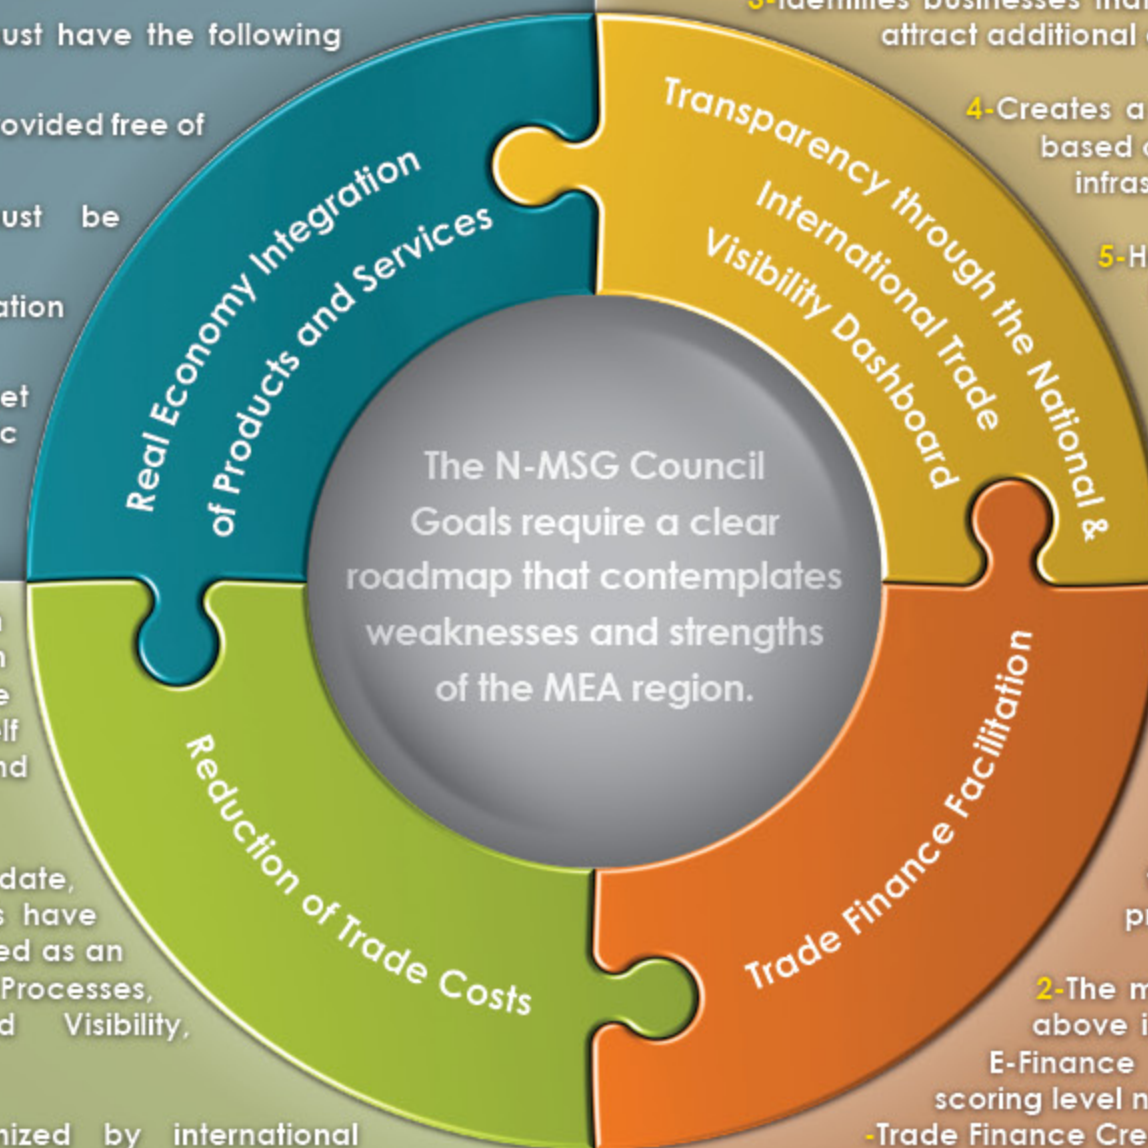 ust have the following
ovided free of
ust be
ation
et
c
attract additional
4-Creates a
based
infras
5-H
Real Economy Integration
of Products and Services
Transparency through the National &
International Trade
Visibility Dashboard
The N-MSG Council
Goals require a clear
roadmap that contemplates
weaknesses and strengths
of the MEA region.
Reduction of Trade Costs
Trade Finance Facilitation
e
elf
nd
date,
s have
ed as an
Processes,
d Visibility,
nized by international
2-The m
above i
E-Finance
scoring level n
-Trade Finance Cre